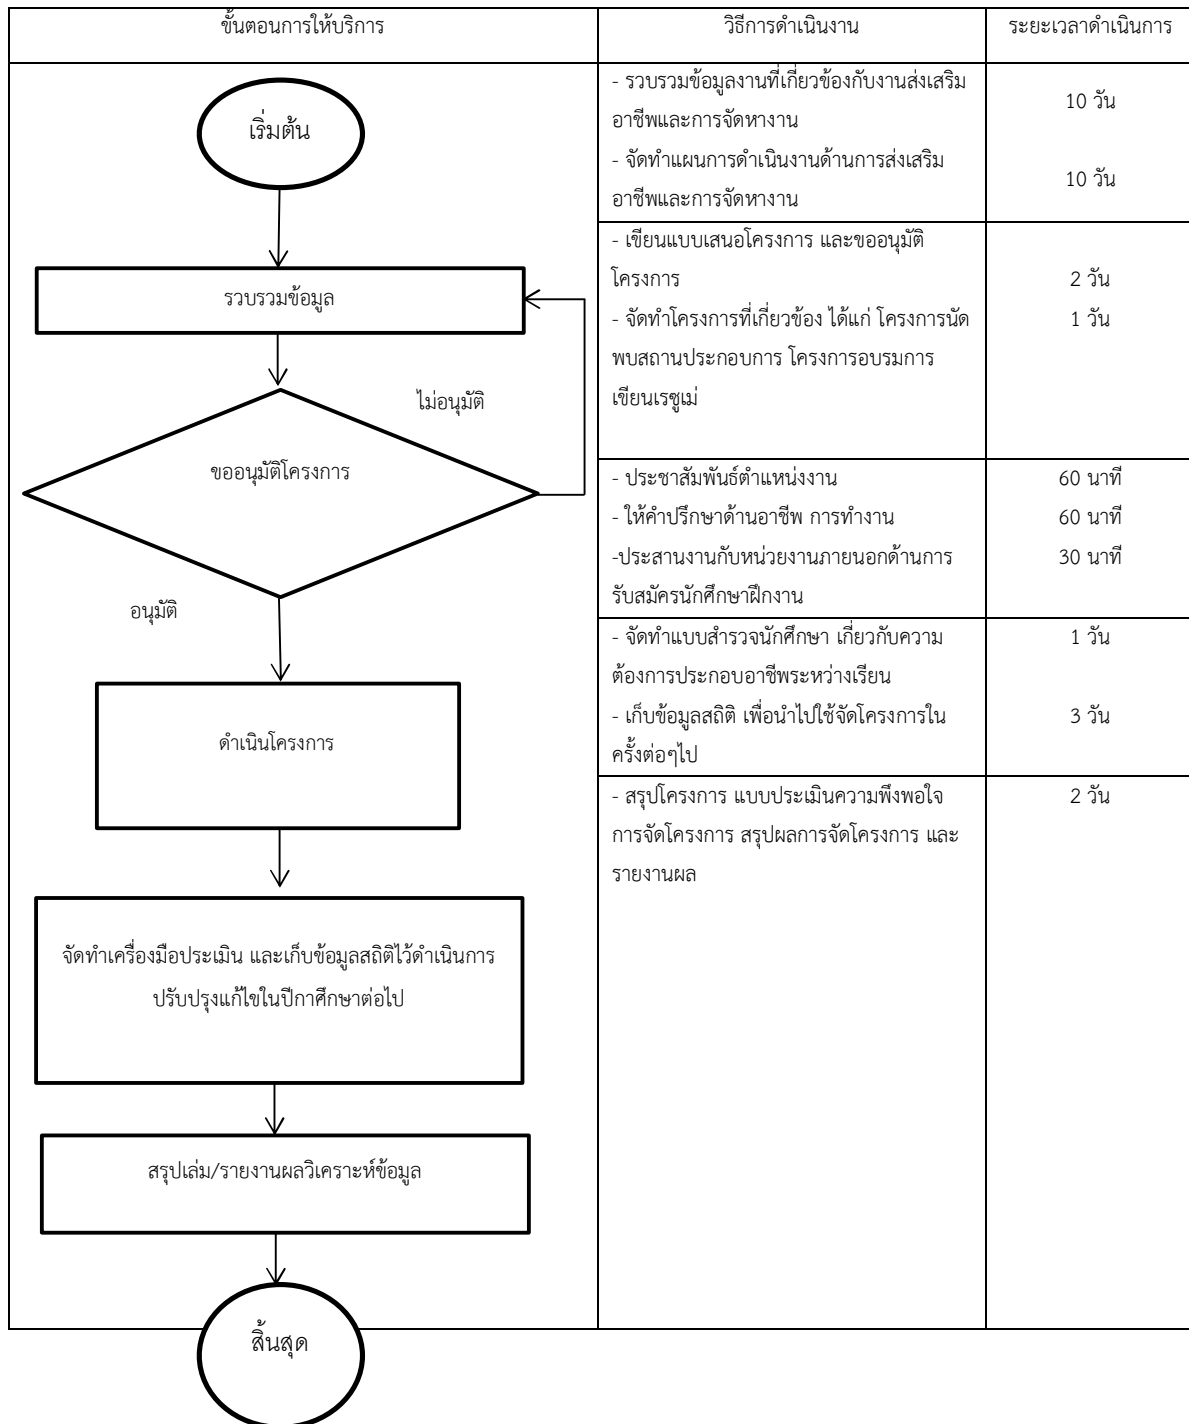 ขั้นตอนการให้บริการ
วิธีการดำเนินงาน
ระยะเวลาดำเนินการ
เริ่มต้น
รวบรวมข้อมูล
ไม่อนุมัติ
ขออนุมัติโครงการ
อนุมัติ
ดำเนินโครงการ
จัดทำเครื่องมือประเมิน และเก็บข้อมูลสถิติไว้ดำเนินการ
ปรับปรุงแก้ไขในปีกาศึกษาต่อไป
สรุปเล่ม/รายงานผลวิเคราะห์ข้อมูล
สิ้นสุด
- รวบรวมข้อมูลงานที่เกี่ยวข้องกับงานส่งเสริม
อาชีพและการจัดหางาน
10 วัน
- จัดทำแผนการดำเนินงานด้านการส่งเสริม
อาชีพและการจัดหางาน
10 วัน
- เขียนแบบเสนอโครงการ และขออนุมัติ
โครงการ
2 วัน
- จัดทำโครงการที่เกี่ยวข้อง ได้แก่ โครงการนัด
1 วัน
พบสถานประกอบการ โครงการอบรมการ
เขียนเรซูเม่
- ประชาสัมพันธ์ตำแหน่งงาน
60 นาที
- ให้คำปรึกษาด้านอาชีพ การทำงาน
60 นาที
-ประสานงานกับหน่วยงานภายนอกด้านการ
30 นาที
รับสมัครนักศึกษาฝึกงาน
- จัดทำแบบสำรวจนักศึกษา เกี่ยวกับความ
1 วัน
ต้องการประกอบอาชีพระหว่างเรียน
- เก็บข้อมูลสถิติ เพื่อนำไปใช้จัดโครงการใน
3 วัน
ครั้งต่อๆไป
- สรุปโครงการ แบบประเมินความพึงพอใจ
2 วัน
การจัดโครงการ สรุปผลการจัดโครงการ และ
รายงานผล